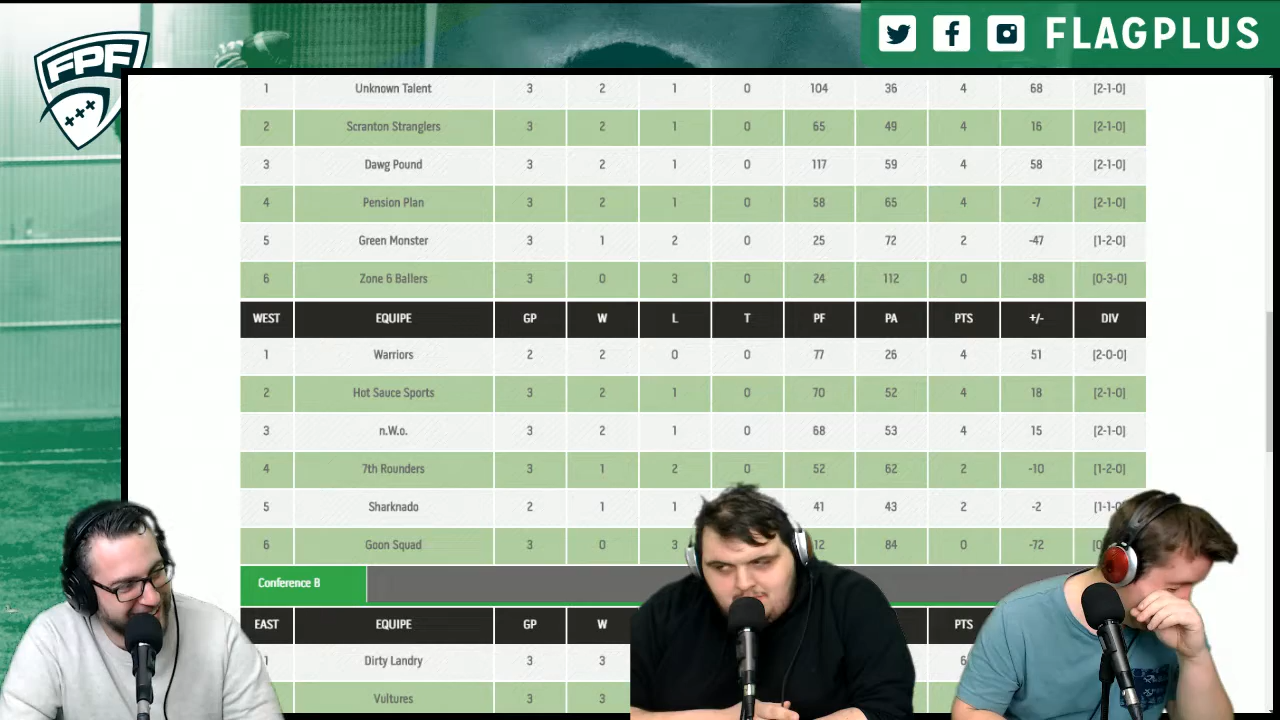 FLAGPLUS
FPF
1 Unknown Talent 3 2 1 0 104 36 4 68 [2-1-0]
2 Scranton Stranglers 3 2 1 0 65 49 4 16 [2-1-0]
3 Dawg Pound 3 2 1 0 117 59 4 58 [2-1-0]
4 Pension Plan 3 2 1 0 58 65 4 -7 [2-1-0]
5 Green Monster 3 1 2 0 25 72 2 -47 [1-2-0]
6 Zone 6 Ballers 3 0 3 0 24 112 0 -88 [0-3-0]
WEST EQUIPE GP W L T PF PA PTS +/- DIV
1 Warriors 2 2 0 0 77 26 4 51 [2-0-0]
2 Hot Sauce Sports 3 2 1 0 70 52 4 18 [2-1-0]
3 n.W.o. 3 2 1 0 68 53 4 15 [2-1-0]
4 7th Rounders 3 1 2 0 52 62 2 -10 [1-2-0]
5 Sharknado 2 1 1 41 43 2 -2 [1-1-0
6 Goon Squad 3 0 3 12 84 0 -72
Conference B
EAST EQUIPE GP W PTS
1 Dirty Landry 3 3 6
Vultures 3 3